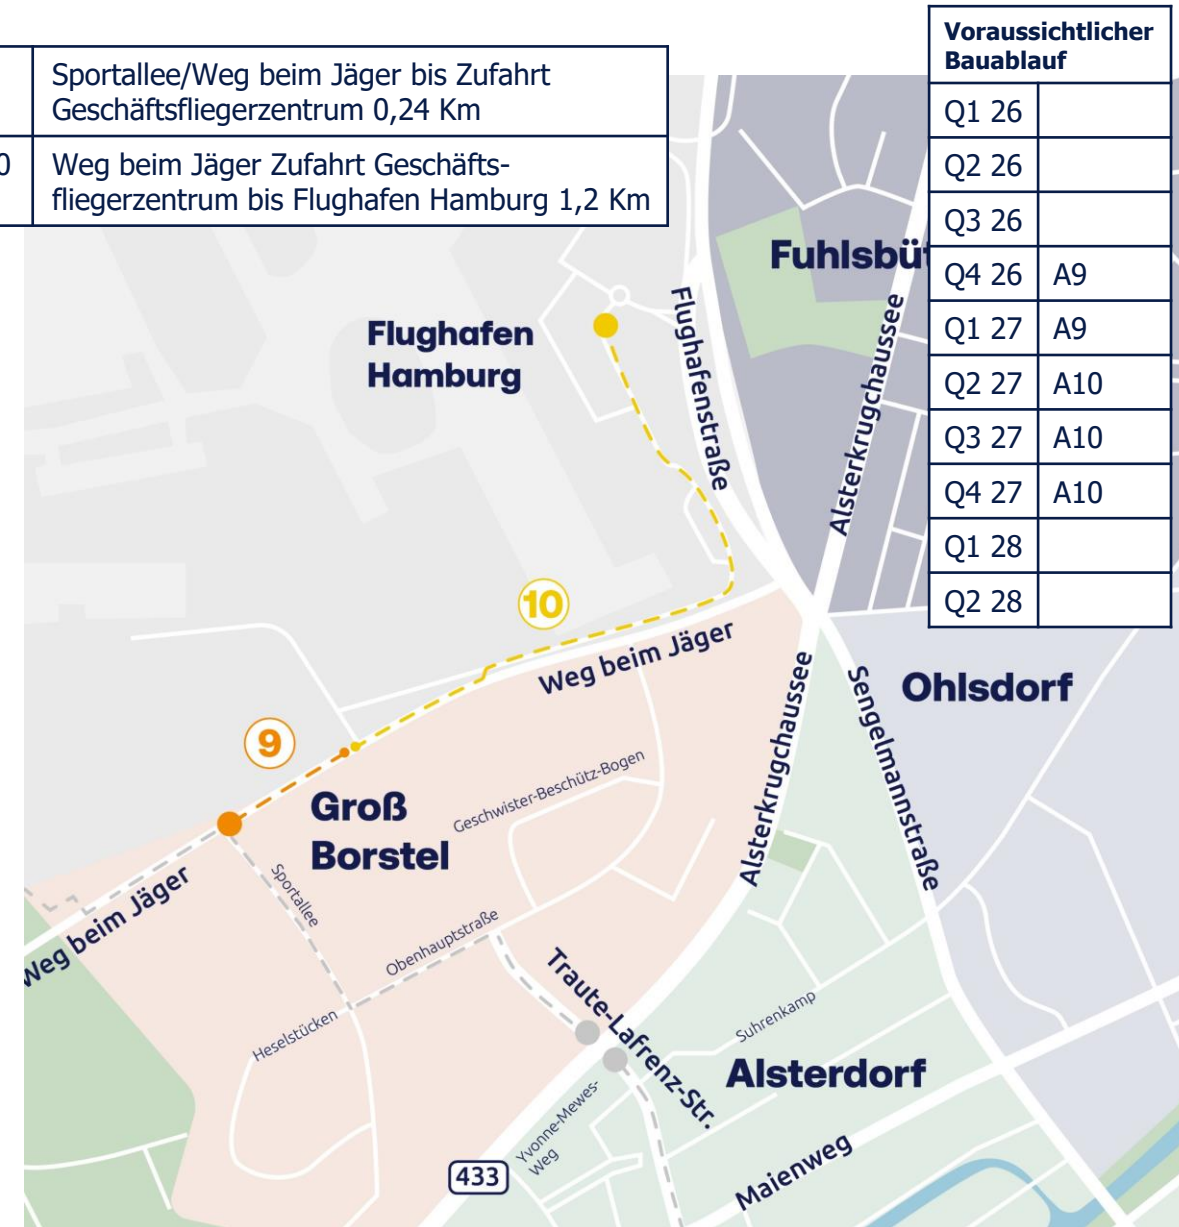 Sportallee/Weg beim Jäger bis Zufahrt
Geschäftsfliegerzentrum 0,24 Km
0 Weg beim Jäger Zufahrt Geschäfts-
fliegerzentrum bis Flughafen Hamburg 1,2 Km
Voraussichtlicher
Bauablauf
Q1 26
Q2 26
Q3 26
Q4 26 A9
Q1 27 A9
Q2 27 A10
Q3 27 A10
Q4 27 A10
Q1 28
Q2 28
Fuhlsbüt
Flughafen
Hamburg
Flughafenstraße
Alsterkrugchaussee
10
Weg beim Jäger
9
Groß
Borstel
Geschwister-Beschütz-Bogen
Alsterkrugchaussee
Sengelmannstraße
Ohlsdorf
Weg beim Jäger
Sportallee
Obenhauptstraße
Heselstücken
Traute-Lafrenz-Str.
Suhrenkamp
Alsterdorf
Yvonne-Mewes-
Weg
433
Maienweg